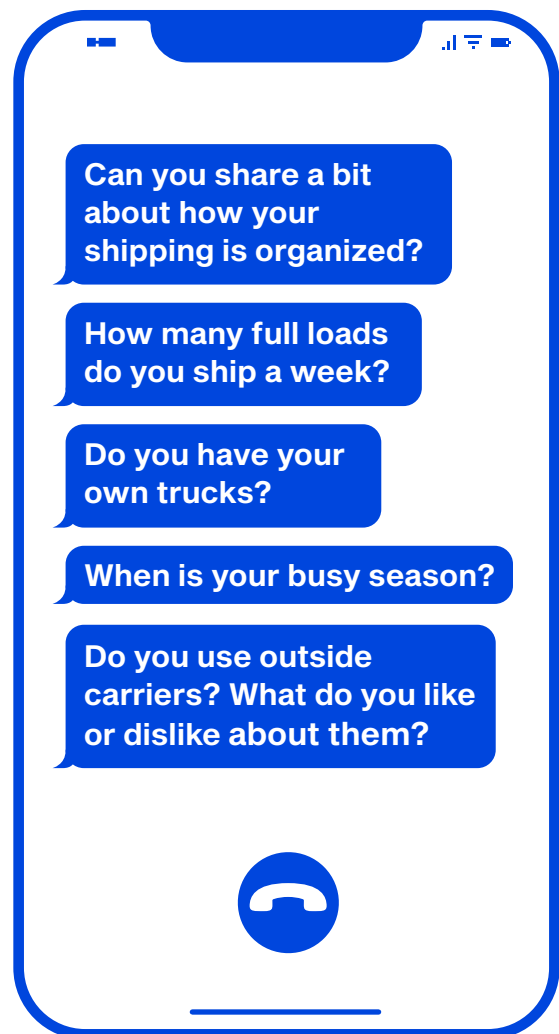 Can you share a bit
about how your
shipping is organized?
How many full loads
do you ship a week?
Do you have your
own trucks?
When is your busy season?
Do you use outside
carriers? What do you like
or dislike about them?